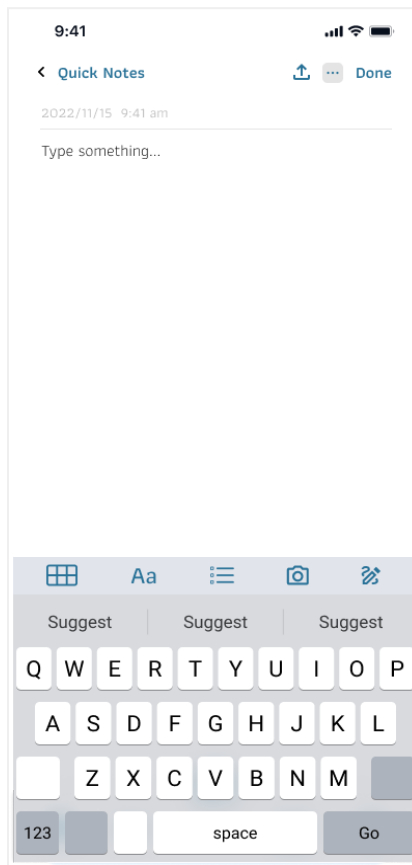 9:41
Quick Notes ... Done
2022/11/15 9:41 am
Type something...
Aa
Suggest Suggest Suggest
Q W E R T Y U I O P
A S D F G H J K L
Z X C V B N M
123 space Go